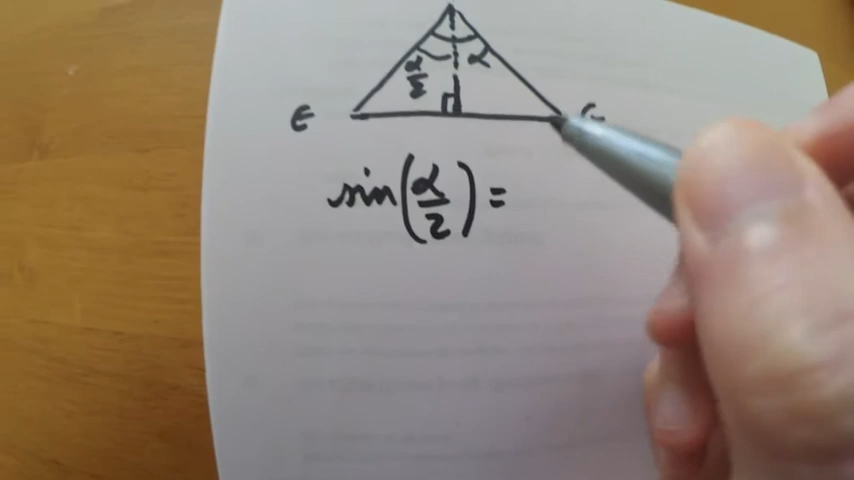 α/2 α
E G
sin(α/2) =